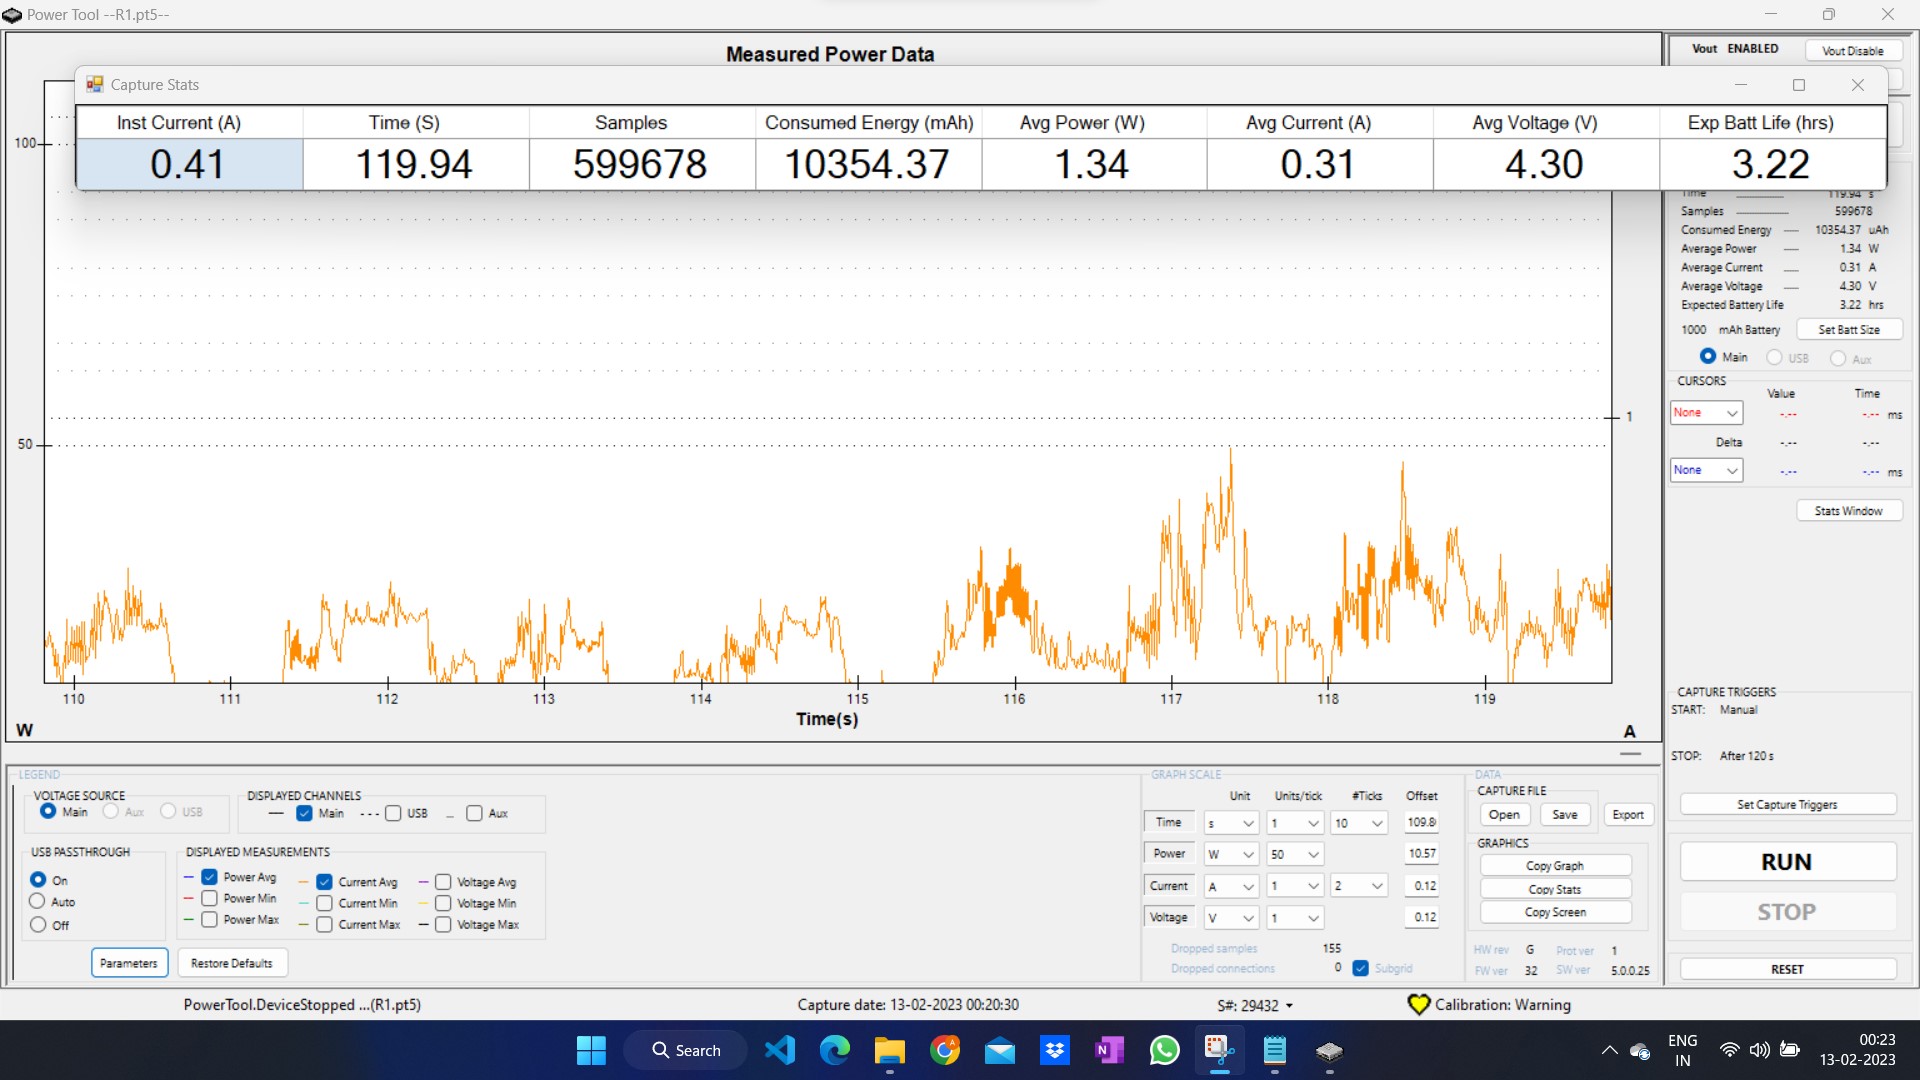 Power Tool --R1.pt5--
Measured Power Data
Vout ENABLED
Vout Disable
Capture Stats
Inst Current (A) Time (S) Samples Consumed Energy (mAh) Avg Power (W) Avg Current (A) Avg Voltage (V) Exp Batt Life (hrs)
0.41 119.94 599678 10354.37 1.34 0.31 4.30 3.22
100
50
1
110 111 112 113 114 115 116 117 118 119
Time(s)
W
A
Time 119.94 s
Samples 599678
Consumed Energy 10354.37 uAh
Average Power 1.34 W
Average Current 0.31 A
Average Voltage 4.30 V
Expected Battery Life 3.22 hrs
1000 mAh Battery Set Batt Size
Main USB Aux
CURSORS
Value Time
None -.-- -.-- ms
Delta -.-- -.--
None -.-- -.-- ms
Stats Window
CAPTURE TRIGGERS
START: Manual
STOP: After 120 s
Set Capture Triggers
RUN
STOP
RESET
LEGEND
VOLTAGE SOURCE
Main Aux USB
DISPLAYED CHANNELS
Main USB Aux
USB PASSTHROUGH
On
Auto
Off
DISPLAYED MEASUREMENTS
Power Avg Current Avg Voltage Avg
Power Min Current Min Voltage Min
Power Max Current Max Voltage Max
Parameters Restore Defaults
GRAPH SCALE
Unit Units/tick #Ticks Offset
Time s 1 10 109.8
Power W 50 10.57
Current A 1 2 0.12
Voltage V 1 0.12
Dropped samples 155
Dropped connections 0 Subgrid
DATA
CAPTURE FILE
Open Save Export
GRAPHICS
Copy Graph
Copy Stats
Copy Screen
HW rev G Prot ver 1
FW ver 32 SW ver 5.0.0.25
PowerTool.DeviceStopped ...(R1.pt5) Capture date: 13-02-2023 00:20:30 S#: 29432 Calibration: Warning
Search
ENG
IN
00:23
13-02-2023